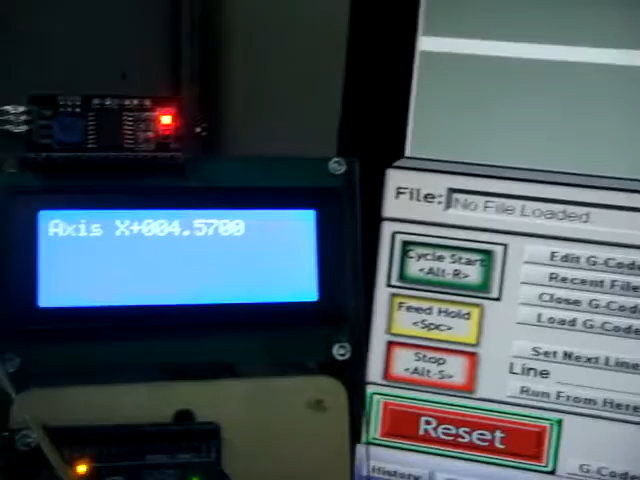 Axis X+004.5700
File: No File Loaded
Cycle Start
<Alt-R>
Feed Hold
<Spc>
Stop
<Alt-S>
Reset
Edit G-Code
Recent File
Close G-Cod
Load G-Code
Set Next Line
Line
Run From Here
History
G-Code